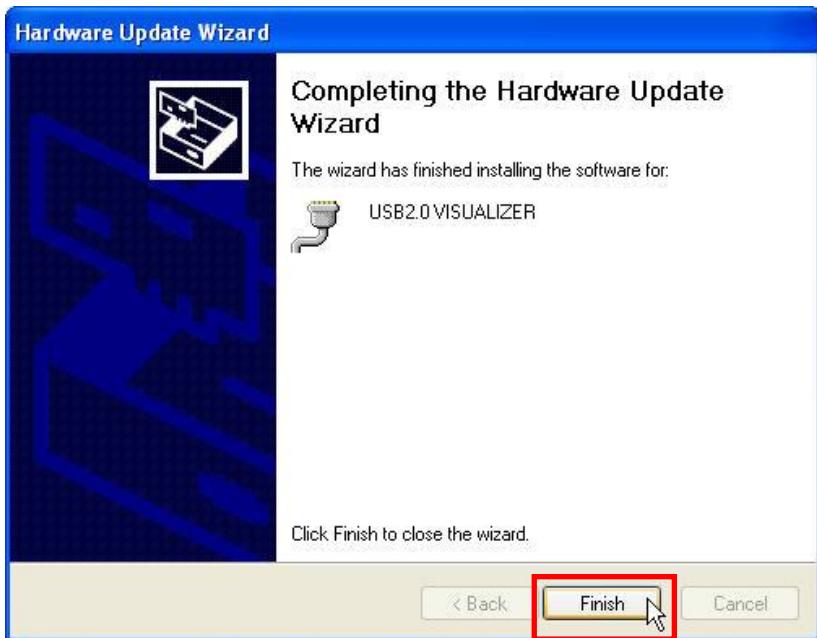 Hardware Update Wizard
Completing the Hardware Update
Wizard
The wizard has finished installing the software for:
USB2.0 VISUALIZER
Click Finish to close the wizard.
< Back
Finish
Cancel